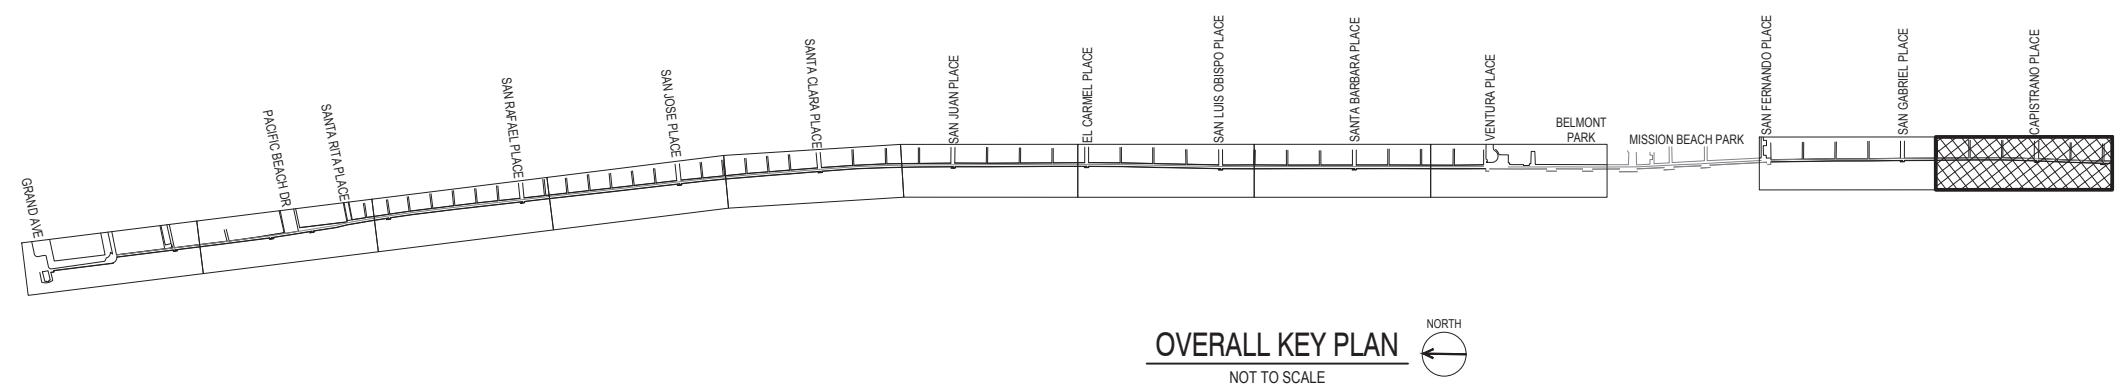 GRAND AVE
PACIFIC BEACH DR
SANTA RITA PLACE
SAN RAFAEL PLACE
SAN JOSE PLACE
SANTA CLARA PLACE
SAN JUAN PLACE
EL CARMEL PLACE
SAN LUIS OBISPO PLACE
SANTA BARBARA PLACE
VENTURA PLACE
BELMONT
PARK
MISSION BEACH PARK
SAN FERNANDO PLACE
SAN GABRIEL PLACE
CAPISTRANO PLACE
OVERALL KEY PLAN
NORTH
NOT TO SCALE